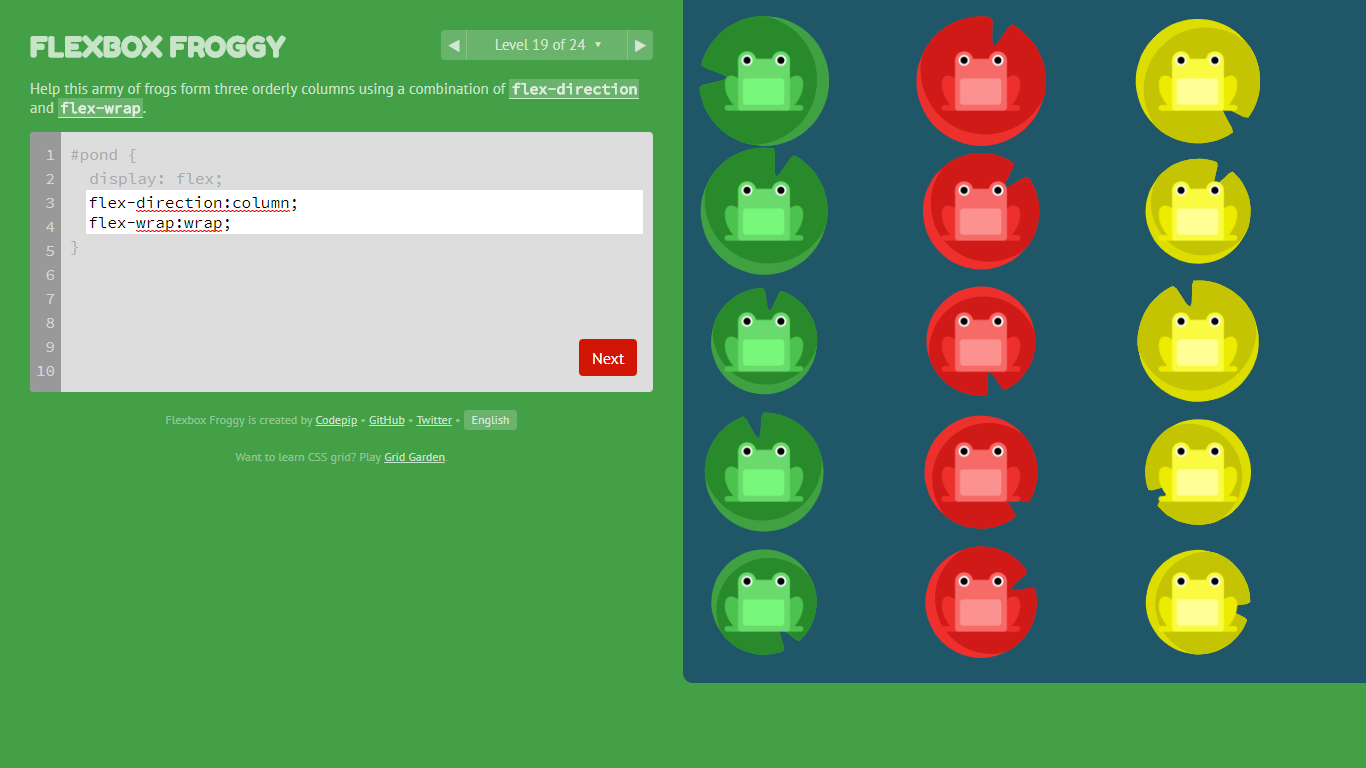 FLEXBOX FROGGY
◀ Level 19 of 24 ▼ ▶
Help this army of frogs form three orderly columns using a combination of flex-direction
and flex-wrap.
1 #pond {
2 display: flex;
3 flex-direction:column;
4 flex-wrap:wrap;
5 }
6
7
8
9
10
Next
Flexbox Froggy is created by Codepip • GitHub • Twitter • English
Want to learn CSS grid? Play Grid Garden.